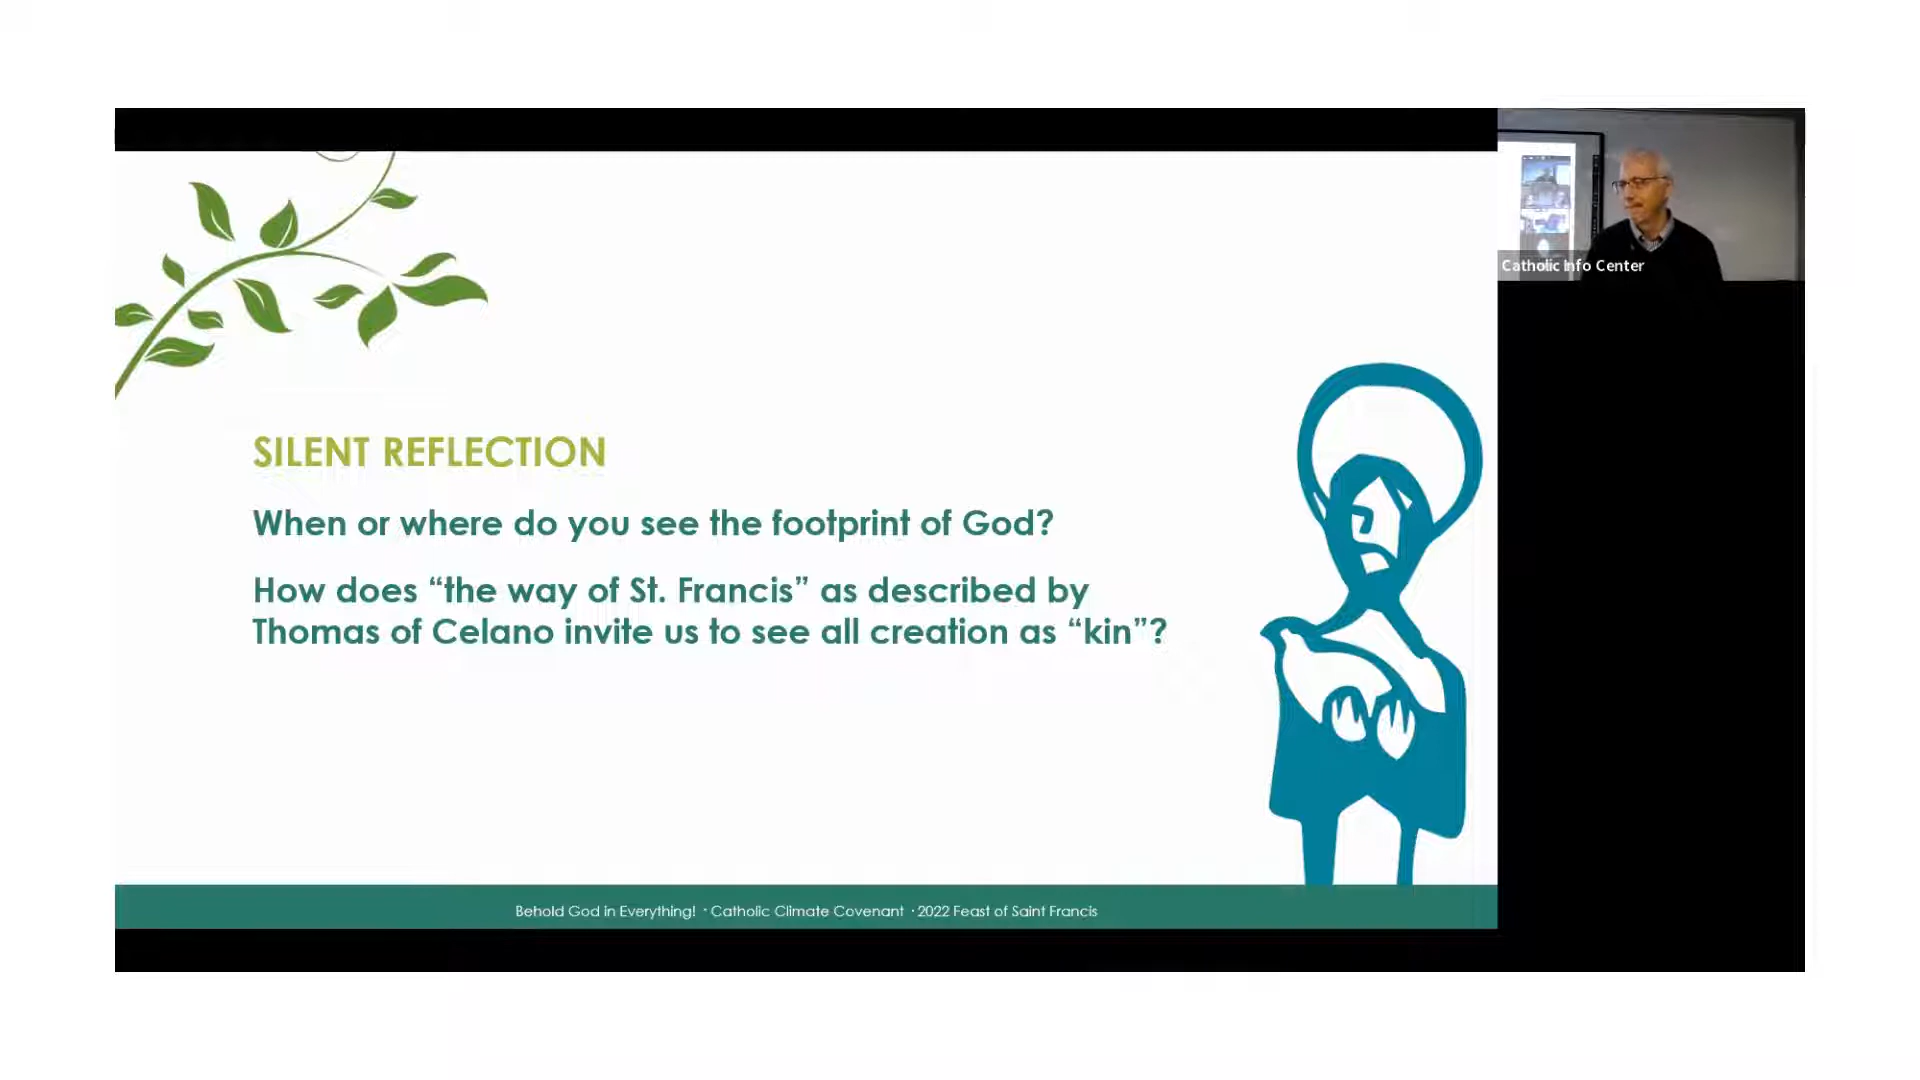 Catholic Info Center
SILENT REFLECTION
When or where do you see the footprint of God?
How does “the way of St. Francis” as described by
Thomas of Celano invite us to see all creation as “kin”?
Behold God in Everything! · Catholic Climate Covenant · 2022 Feast of Saint Francis